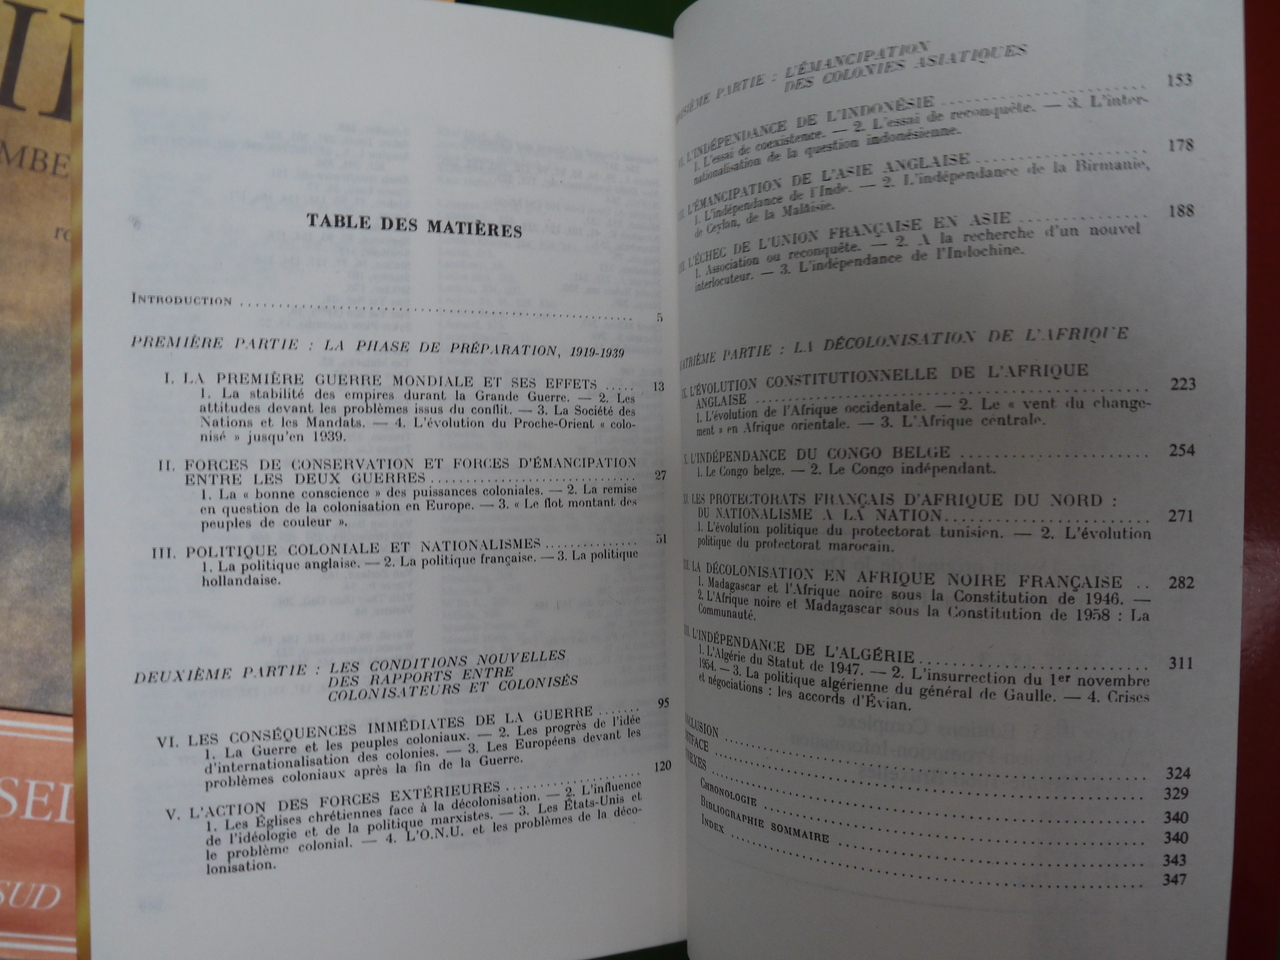 MBE
SEL
SUD
TABLE DES MATIÈRES
INTRODUCTION .......... 5
PREMIÈRE PARTIE : LA PHASE DE PRÉPARATION, 1919-1939
I. LA PREMIÈRE GUERRE MONDIALE ET SES EFFETS ..... 13
1. La stabilité des empires durant la Grande Guerre. — 2. Les
attitudes devant les problèmes issus du conflit. — 3. La Société des
Nations et les Mandats. — 4. L'évolution du Proche-Orient « colo-
nisé » jusqu'en 1939.
II. FORCES DE CONSERVATION ET FORCES D'ÉMANCIPATION
ENTRE LES DEUX GUERRES .......... 27
1. La « bonne conscience » des puissances coloniales. — 2. La remise
en question de la colonisation en Europe. — 3. « Le flot montant des
peuples de couleur ».
III. POLITIQUE COLONIALE ET NATIONALISMES .......... 51
1. La politique anglaise. — 2. La politique française. — 3. La politique
hollandaise.
DEUXIÈME PARTIE : LES CONDITIONS NOUVELLES
DES RAPPORTS ENTRE
COLONISATEURS ET COLONISÉS
VI. LES CONSÉQUENCES IMMÉDIATES DE LA GUERRE ...... 95
1. La Guerre et les peuples coloniaux. — 2. Les progrès de l'idée
d'internationalisation des colonies. — 3. Les Européens devant les
problèmes coloniaux après la fin de la Guerre.
V. L'ACTION DES FORCES EXTÉRIEURES .......... 120
1. Les Églises chrétiennes face à la décolonisation. — 2. L'influence
de l'idéologie et de la politique marxistes. — 3. Les États-Unis et
le problème colonial. — 4. L'O.N.U. et les problèmes de la déco-
lonisation.
SIÈME PARTIE : L'ÉMANCIPATION
DES COLONIES ASIATIQUES
L'INDÉPENDANCE DE L'INDONÉSIE .......... 153
1. L'essai de coexistence. — 2. L'essai de reconquête. — 3. L'inter-
nationalisation de la question indonésienne.
L'ÉMANCIPATION DE L'ASIE ANGLAISE .......... 178
1. L'indépendance de l'Inde. — 2. L'indépendance de la Birmanie,
de Ceylan, de la Malaisie.
L'ÉCHEC DE L'UNION FRANÇAISE EN ASIE .......... 188
1. Association ou reconquête. — 2. A la recherche d'un nouvel
interlocuteur. — 3. L'indépendance de l'Indochine.
ATRIÈME PARTIE : LA DÉCOLONISATION DE L'AFRIQUE
L'ÉVOLUTION CONSTITUTIONNELLE DE L'AFRIQUE
ANGLAISE .......... 223
1. L'évolution de l'Afrique occidentale. — 2. Le « vent du change-
ment » en Afrique orientale. — 3. L'Afrique centrale.
L'INDÉPENDANCE DU CONGO BELGE .......... 254
1. Le Congo belge. — 2. Le Congo indépendant.
LES PROTECTORATS FRANÇAIS D'AFRIQUE DU NORD :
DU NATIONALISME A LA NATION .......... 271
1. L'évolution politique du protectorat tunisien. — 2. L'évolution
politique du protectorat marocain.
LA DÉCOLONISATION EN AFRIQUE NOIRE FRANÇAISE .. 282
1. Madagascar et l'Afrique noire sous la Constitution de 1946. —
2. L'Afrique noire et Madagascar sous la Constitution de 1958 : La
Communauté.
L'INDÉPENDANCE DE L'ALGÉRIE .......... 311
1. L'Algérie du Statut de 1947. — 2. L'insurrection du 1er novembre
1954. — 3. La politique algérienne du général de Gaulle. — 4. Crises
et négociations : les accords d'Évian.
CLUSION .......... 324
TFACE .......... 329
EXES .......... 340
CHRONOLOGIE .......... 340
BIBLIOGRAPHIE SOMMAIRE .......... 343
INDEX .......... 347